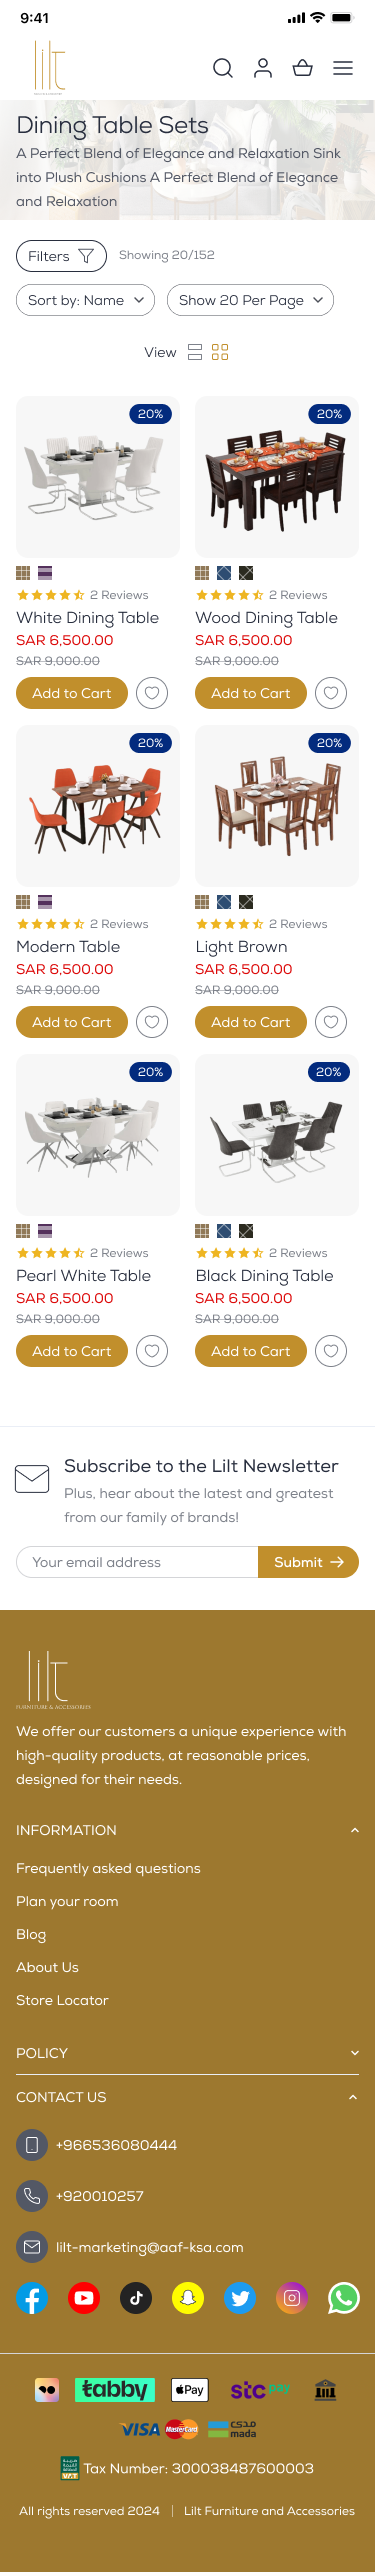 9:41
lilt
Dining Table Sets
A Perfect Blend of Elegance and Relaxation Sink
into Plush Cushions A Perfect Blend of Elegance
and Relaxation
Filters
Showing 20/152
Sort by: Name
Show 20 Per Page
View
20%
20%
2 Reviews
2 Reviews
White Dining Table
Wood Dining Table
SAR 6,500.00
SAR 6,500.00
SAR 9,000.00
SAR 9,000.00
Add to Cart
Add to Cart
20%
20%
2 Reviews
2 Reviews
Modern Table
Light Brown
SAR 6,500.00
SAR 6,500.00
SAR 9,000.00
SAR 9,000.00
Add to Cart
Add to Cart
20%
20%
2 Reviews
2 Reviews
Pearl White Table
Black Dining Table
SAR 6,500.00
SAR 6,500.00
SAR 9,000.00
SAR 9,000.00
Add to Cart
Add to Cart
Subscribe to the Lilt Newsletter
Plus, hear about the latest and greatest
from our family of brands!
Your email address
Submit
lilt
FURNITURE & ACCESSORIES
We offer our customers a unique experience with
high-quality products, at reasonable prices,
designed for their needs.
INFORMATION
Frequently asked questions
Plan your room
Blog
About Us
Store Locator
POLICY
CONTACT US
+966536080444
+920010257
lilt-marketing@aaf-ksa.com
tabby
Pay
stc pay
VISA
MasterCard
مدى
mada
VAT
Tax Number: 300038487600003
All rights reserved 2024 | Lilt Furniture and Accessories